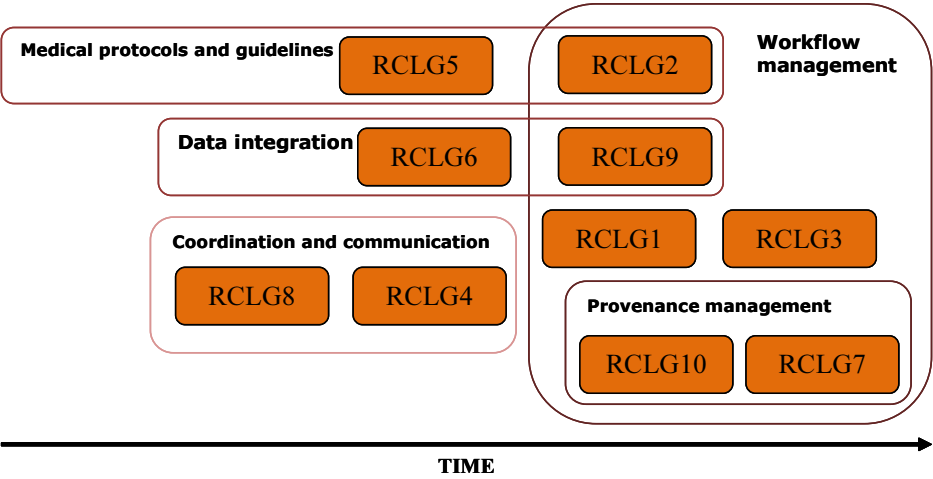 Medical protocols and guidelines
RCLG5
RCLG2
Workflow
management
Data integration
RCLG6
RCLG9
Coordination and communication
RCLG8
RCLG4
RCLG1
RCLG3
Provenance management
RCLG10
RCLG7
TIME